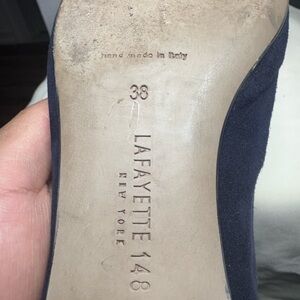 hand made in Italy
38
LAFAYETTE 148
NEW YORK